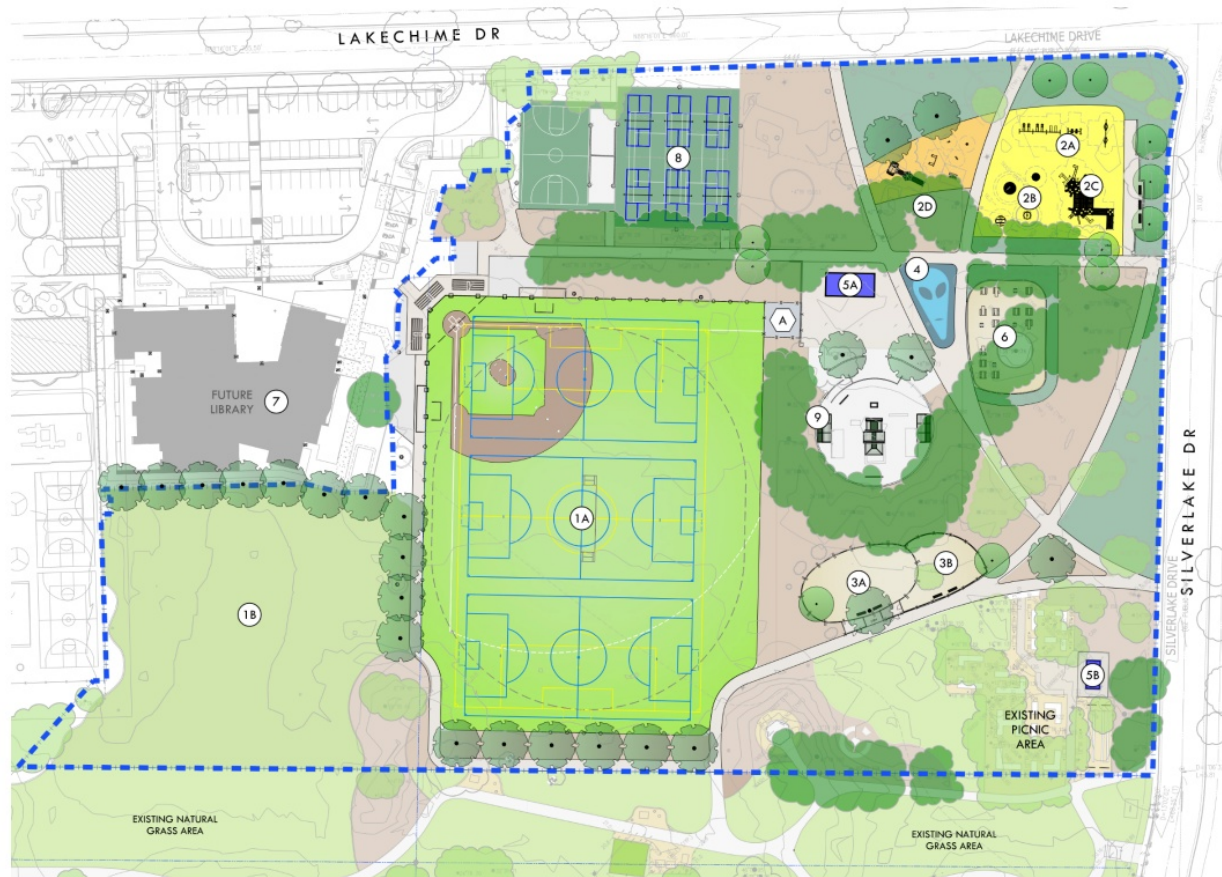 LAKECHIME DR
LAKECHIME DRIVE
2A
8
2C
2B
2D
4
5A
A
6
FUTURE
LIBRARY
7
9
1A
3B
3A
1B
SILVERLAKE DR
SILVERLAKE DRIVE
5B
EXISTING
PICNIC
AREA
EXISTING NATURAL
GRASS AREA
EXISTING NATURAL
GRASS AREA